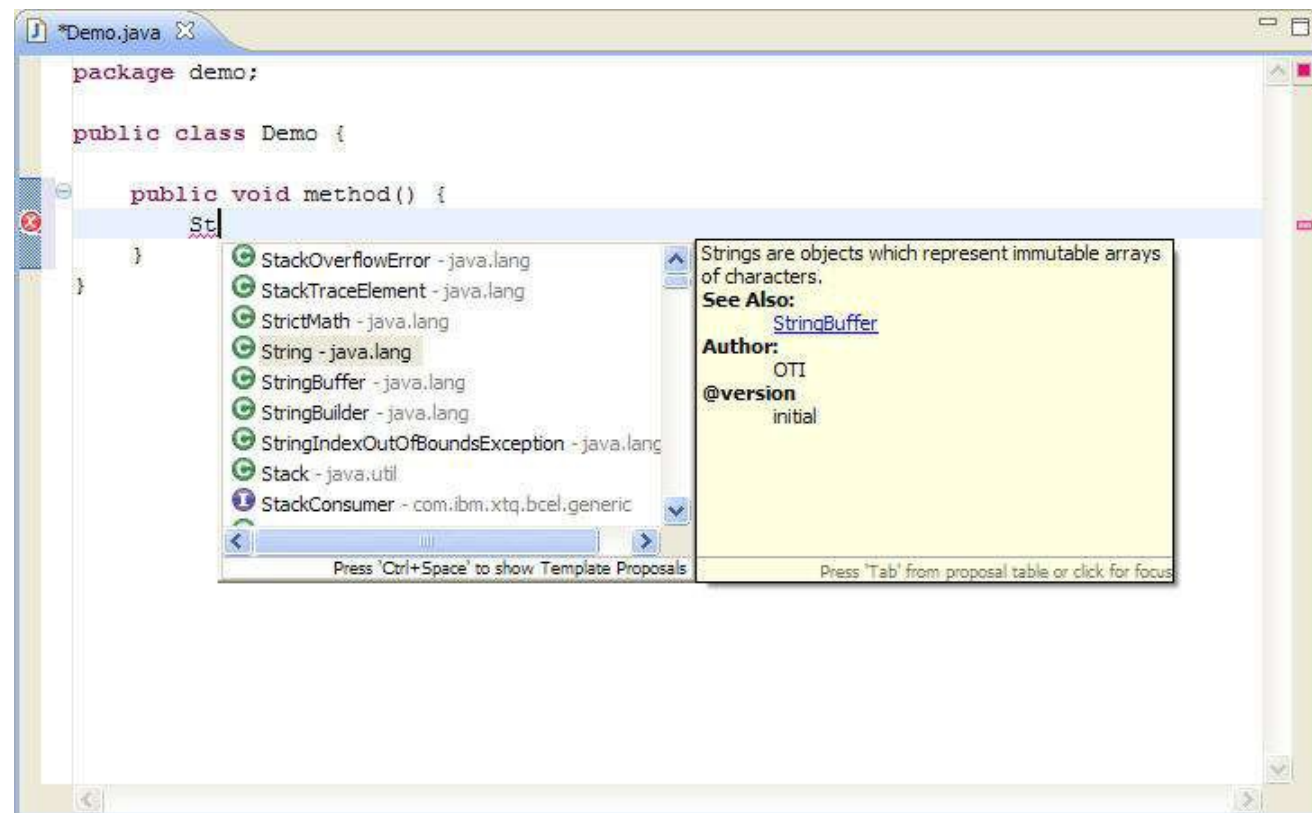 *Demo.java
package demo;
public class Demo {
public void method() {
St
}
}
StackOverflowError - java.lang
StackTraceElement - java.lang
StrictMath - java.lang
String - java.lang
StringBuffer - java.lang
StringBuilder - java.lang
StringIndexOutOfBoundsException - java.lang
Stack - java.util
StackConsumer - com.ibm.xtq.bcel.generic
Press 'Ctrl+Space' to show Template Proposals
Strings are objects which represent immutable arrays
of characters.
See Also:
StringBuffer
Author:
OTI
@version
initial
Press 'Tab' from proposal table or click for focus